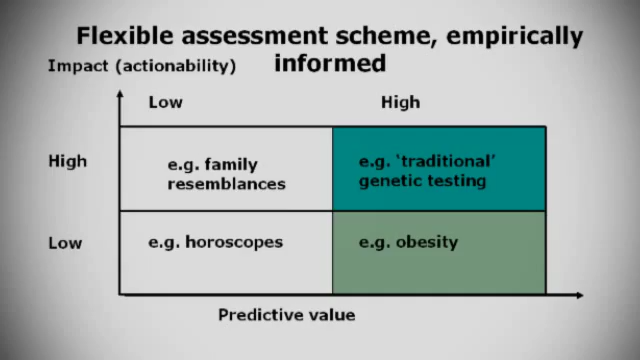 Flexible assessment scheme, empirically
informed
Impact (actionability)
Low High
High
e.g. family
resemblances
e.g. ‘traditional’
genetic testing
Low
e.g. horoscopes
e.g. obesity
Predictive value